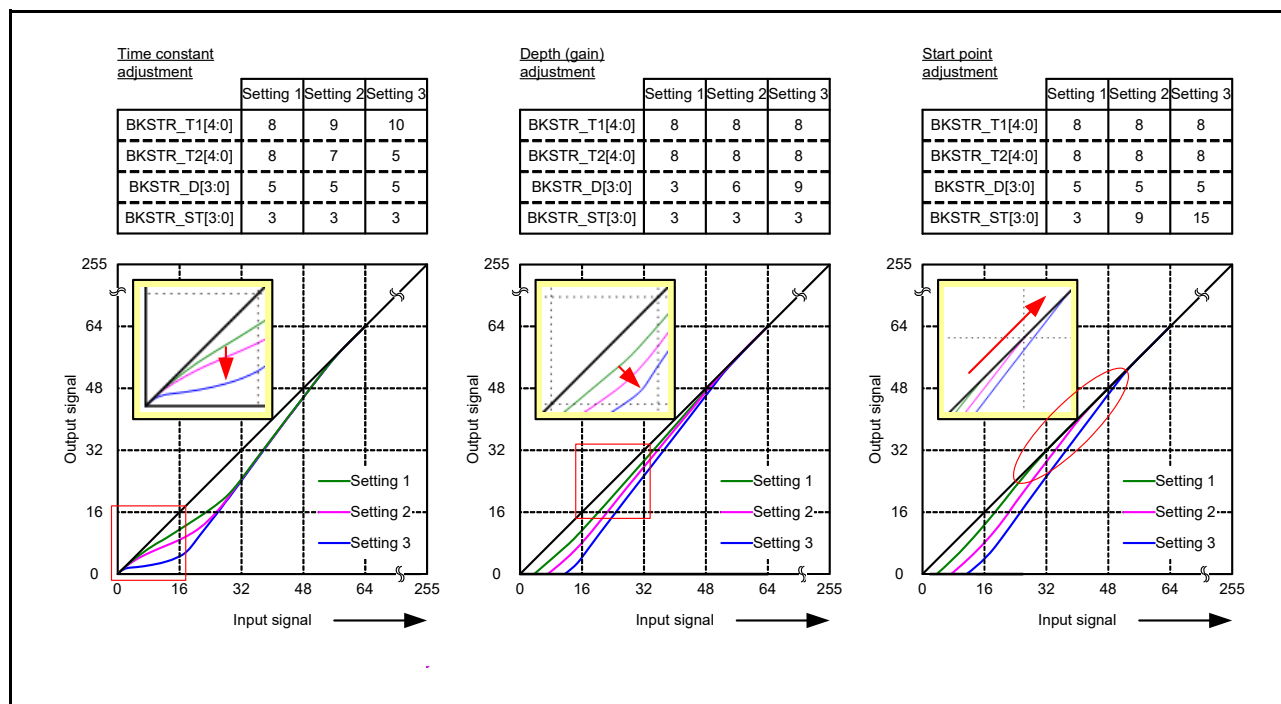 Time constant
adjustment
Setting 1 Setting 2 Setting 3
BKSTR_T1[4:0] 8 9 10
BKSTR_T2[4:0] 8 7 5
BKSTR_D[3:0] 5 5 5
BKSTR_ST[3:0] 3 3 3
255
64
48
32
16
0
Output signal
Setting 1
Setting 2
Setting 3
0 16 32 48 64 255
Input signal
Depth (gain)
adjustment
Setting 1 Setting 2 Setting 3
BKSTR_T1[4:0] 8 8 8
BKSTR_T2[4:0] 8 8 8
BKSTR_D[3:0] 3 6 9
BKSTR_ST[3:0] 3 3 3
255
64
48
32
16
0
Output signal
Setting 1
Setting 2
Setting 3
0 16 32 48 64 255
Input signal
Start point
adjustment
Setting 1 Setting 2 Setting 3
BKSTR_T1[4:0] 8 8 8
BKSTR_T2[4:0] 8 8 8
BKSTR_D[3:0] 5 5 5
BKSTR_ST[3:0] 3 9 15
255
64
48
32
16
0
Output signal
Setting 1
Setting 2
Setting 3
0 16 32 48 64 255
Input signal